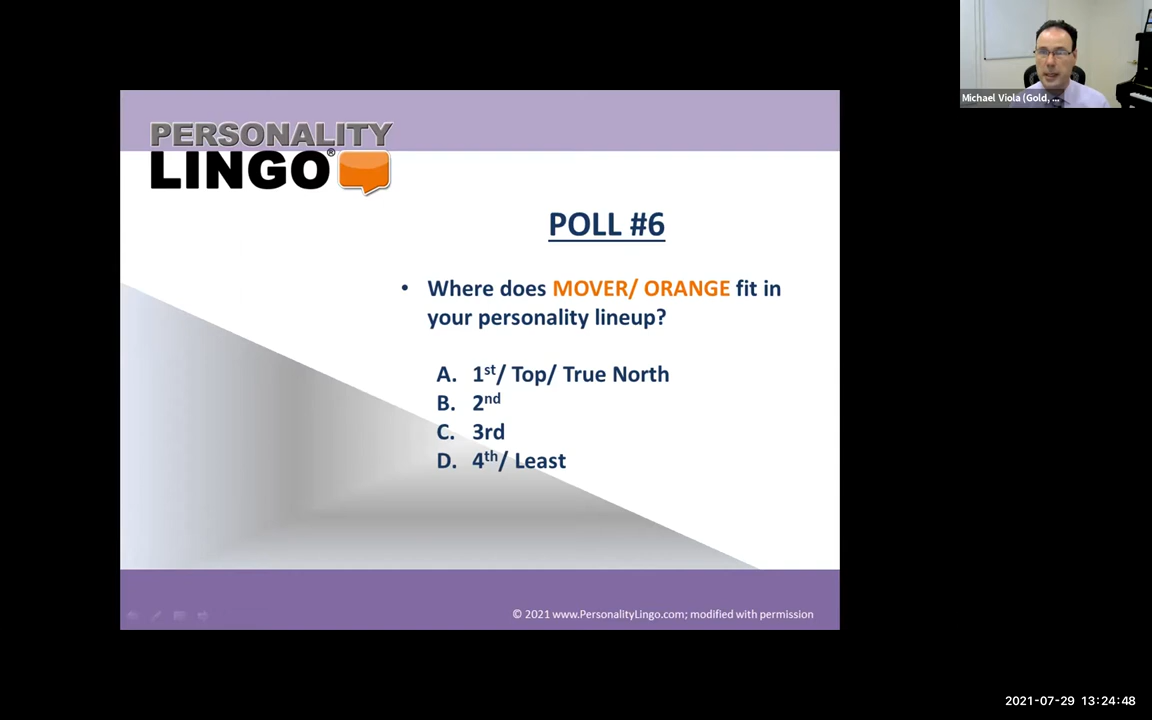 Michael Viola (Gold, ...
PERSONALITY
LINGO®
POLL #6
• Where does MOVER/ ORANGE fit in
your personality lineup?
A. 1st/ Top/ True North
B. 2nd
C. 3rd
D. 4th/ Least
© 2021 www.PersonalityLingo.com; modified with permission
2021-07-29 13:24:48